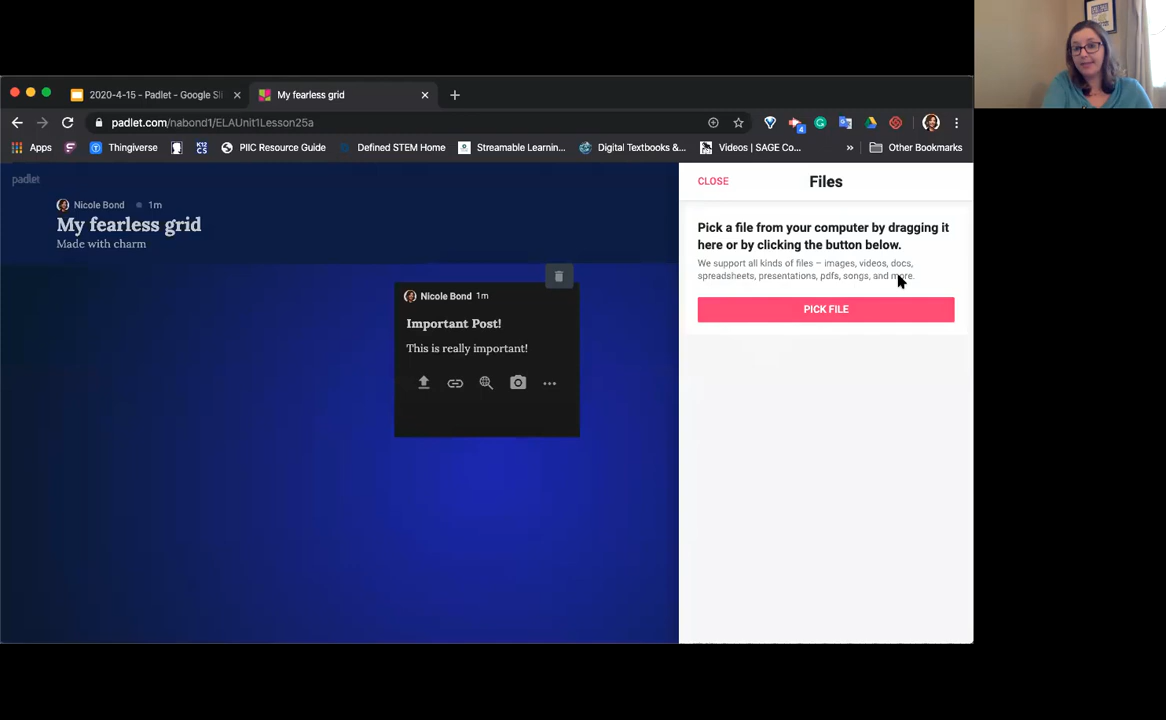 2020-4-15 - Padlet - Google Sli
My fearless grid
padlet.com/nabond1/ELAUnit1Lesson25a
Apps
Thingiverse
PIIC Resource Guide
Defined STEM Home
Streamable Learnin...
Digital Textbooks &...
Videos | SAGE Co...
Other Bookmarks
padlet
Nicole Bond 1m
My fearless grid
Made with charm
Nicole Bond 1m
Important Post!
This is really important!
CLOSE
Files
Pick a file from your computer by dragging it
here or by clicking the button below.
We support all kinds of files – images, videos, docs,
spreadsheets, presentations, pdfs, songs, and more.
PICK FILE